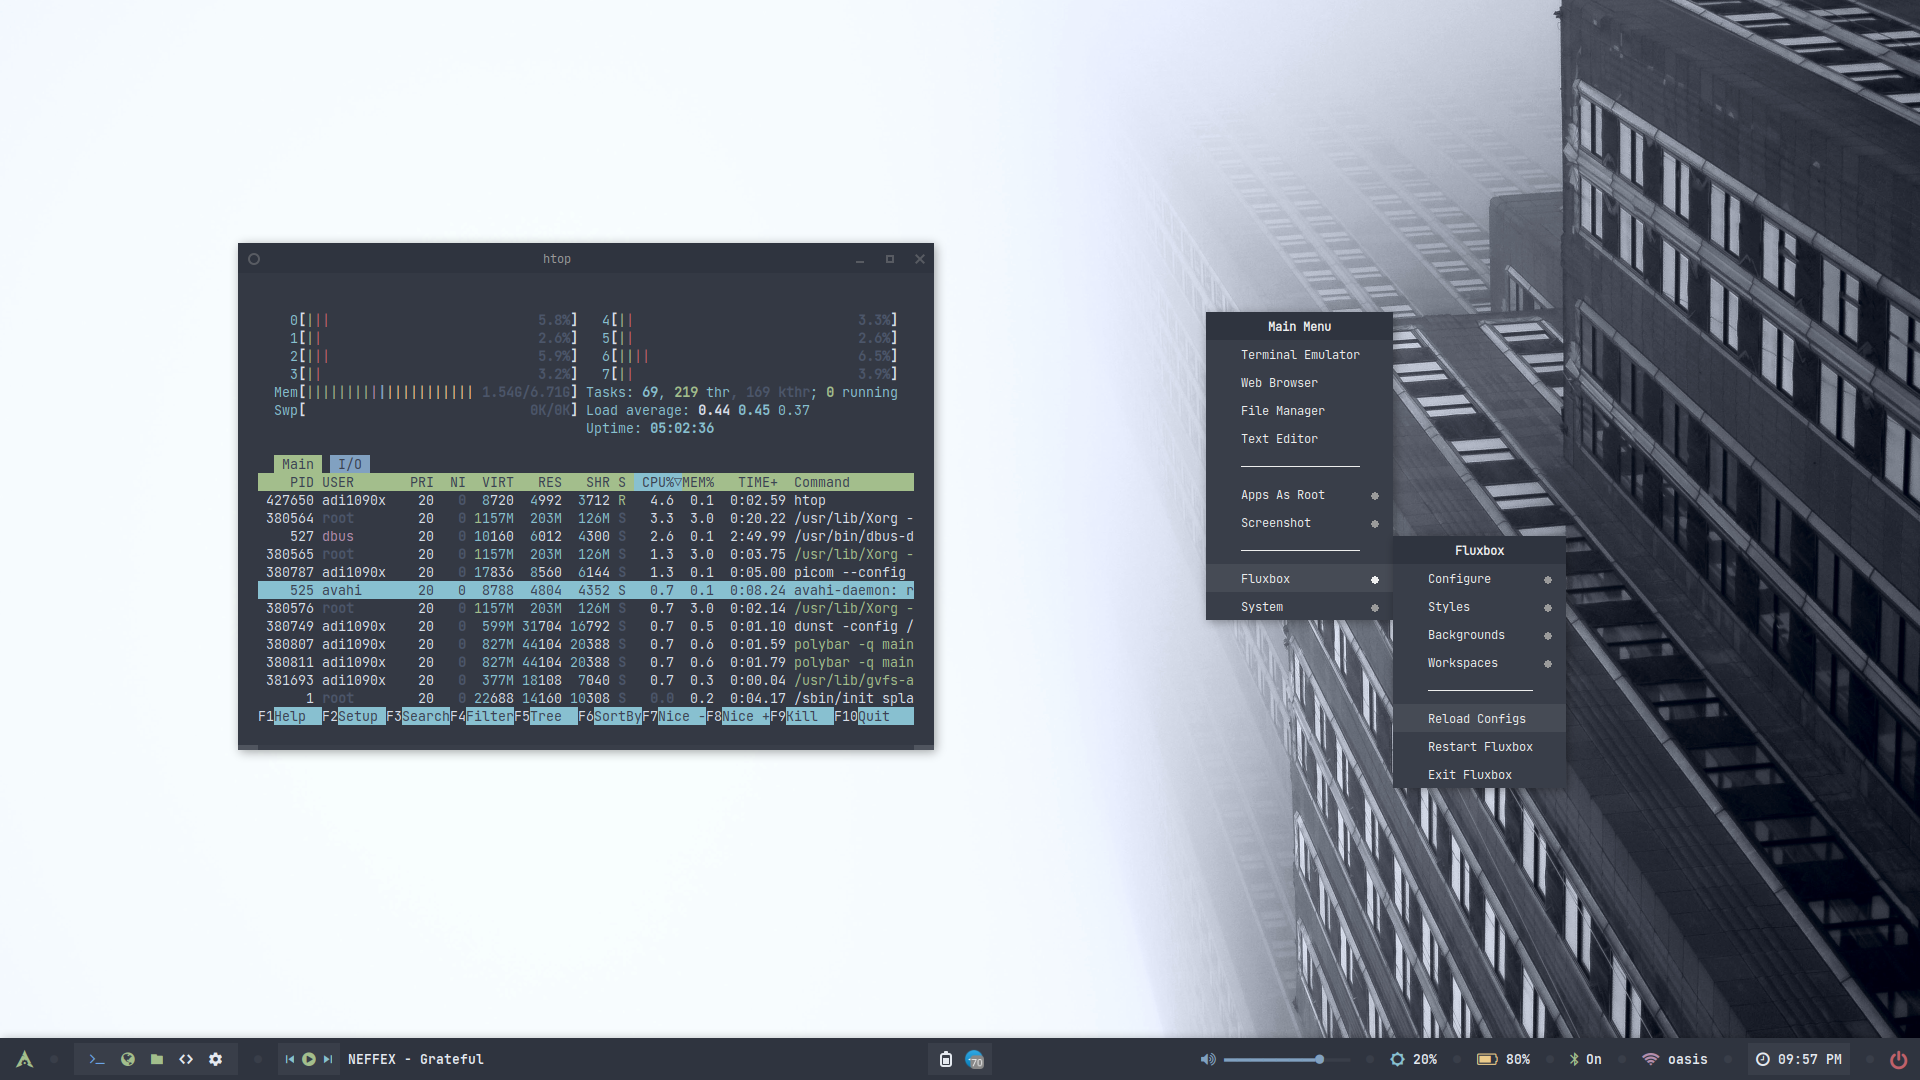 htop
0[||| 5.8%] 4[|| 3.3%]
1[|| 2.6%] 5[|| 2.6%]
2[||| 5.9%] 6[|||| 6.5%]
3[|| 3.2%] 7[|| 3.9%]
Mem[||||||||||||||||||||| 1.54G/6.71G] Tasks: 69, 219 thr, 169 kthr; 0 running
Swp[ 0K/0K] Load average: 0.44 0.45 0.37
Uptime: 05:02:36
Main I/O
PID USER PRI NI VIRT RES SHR S CPU%▽MEM% TIME+ Command
427650 adi1090x 20 0 8720 4992 3712 R 4.6 0.1 0:02.59 htop
380564 root 20 0 1157M 203M 126M S 3.3 3.0 0:20.22 /usr/lib/Xorg -
527 dbus 20 0 10160 6012 4300 S 2.6 0.1 2:49.99 /usr/bin/dbus-d
380565 root 20 0 1157M 203M 126M S 1.3 3.0 0:03.75 /usr/lib/Xorg -
380787 adi1090x 20 0 17836 8560 6144 S 1.3 0.1 0:05.00 picom --config
525 avahi 20 0 8788 4804 4352 S 0.7 0.1 0:08.24 avahi-daemon: r
380576 root 20 0 1157M 203M 126M S 0.7 3.0 0:02.14 /usr/lib/Xorg -
380749 adi1090x 20 0 599M 31704 16792 S 0.7 0.5 0:01.10 dunst -config /
380807 adi1090x 20 0 827M 44104 20388 S 0.7 0.6 0:01.59 polybar -q main
380811 adi1090x 20 0 827M 44104 20388 S 0.7 0.6 0:01.79 polybar -q main
381693 adi1090x 20 0 377M 18108 7040 S 0.7 0.3 0:00.04 /usr/lib/gvfs-a
1 root 20 0 22688 14160 10308 S 0.0 0.2 0:04.17 /sbin/init spla
F1Help F2Setup F3SearchF4FilterF5Tree F6SortByF7Nice -F8Nice +F9Kill F10Quit
Main Menu
Terminal Emulator
Web Browser
File Manager
Text Editor
Apps As Root
Screenshot
Fluxbox
System
Fluxbox
Configure
Styles
Backgrounds
Workspaces
Reload Configs
Restart Fluxbox
Exit Fluxbox
NEFFEX - Grateful
70
20%
80%
On
oasis
09:57 PM